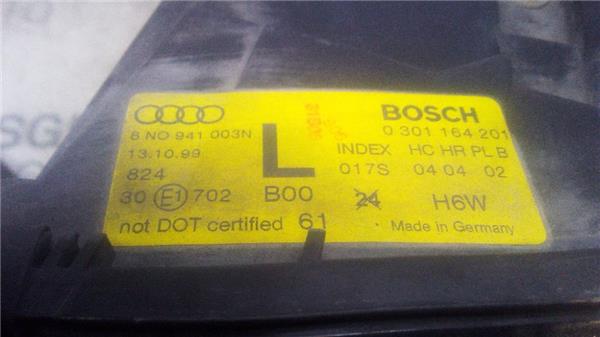 8 N0 941 003N
13.10.99
824
30 E1 702
not DOT certified 61
L
B00
BOSCH
0 301 164 201
INDEX HC HR PL B
017S 04 04 02
24 H6W
Made in Germany